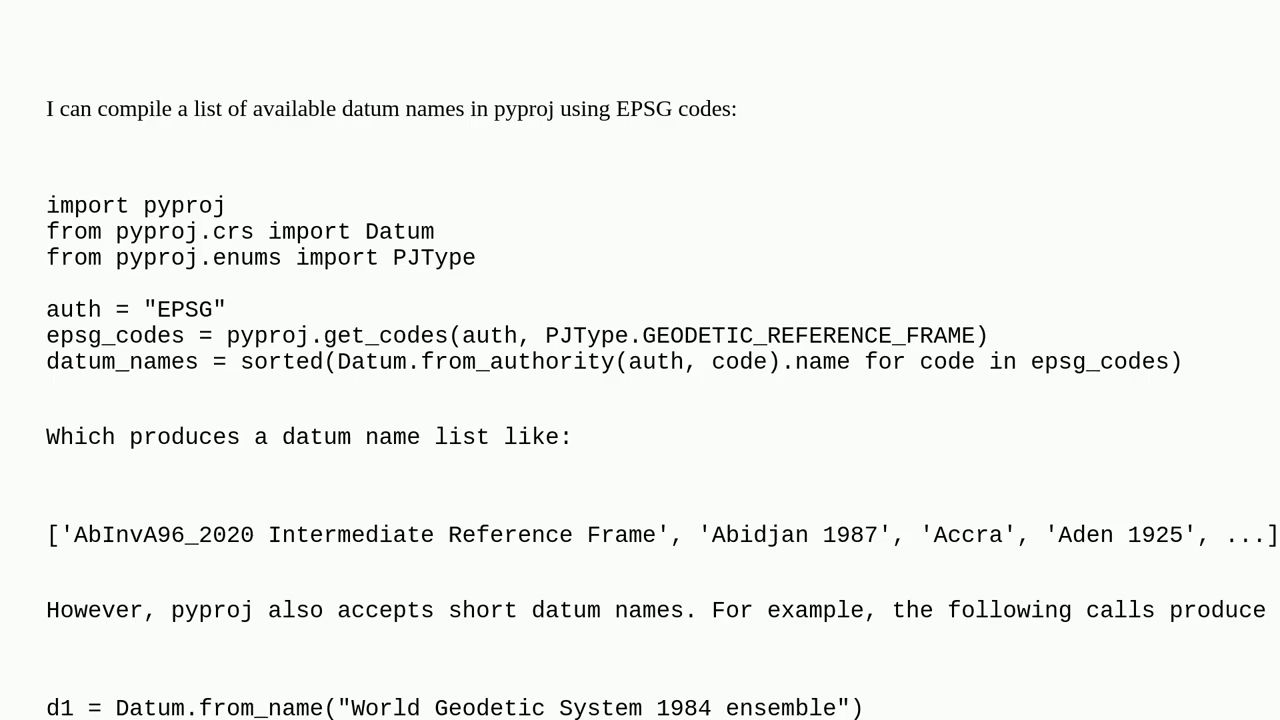 I can compile a list of available datum names in pyproj using EPSG codes:
import pyproj
from pyproj.crs import Datum
from pyproj.enums import PJType
auth = "EPSG"
epsg_codes = pyproj.get_codes(auth, PJType.GEODETIC_REFERENCE_FRAME)
datum_names = sorted(Datum.from_authority(auth, code).name for code in epsg_codes)
Which produces a datum name list like:
['AbInvA96_2020 Intermediate Reference Frame', 'Abidjan 1987', 'Accra', 'Aden 1925', ...]
However, pyproj also accepts short datum names. For example, the following calls produce
d1 = Datum.from_name("World Geodetic System 1984 ensemble")